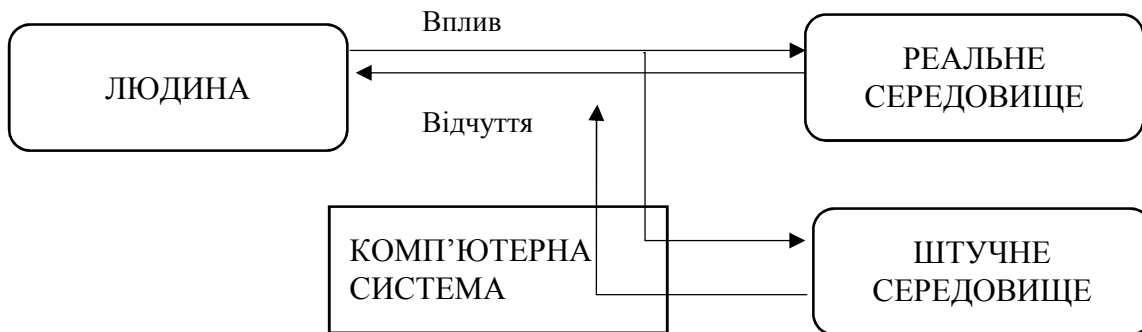 Вплив
ЛЮДИНА
РЕАЛЬНЕ
СЕРЕДОВИЩЕ
Відчуття
КОМП’ЮТЕРНА
СИСТЕМА
ШТУЧНЕ
СЕРЕДОВИЩЕ